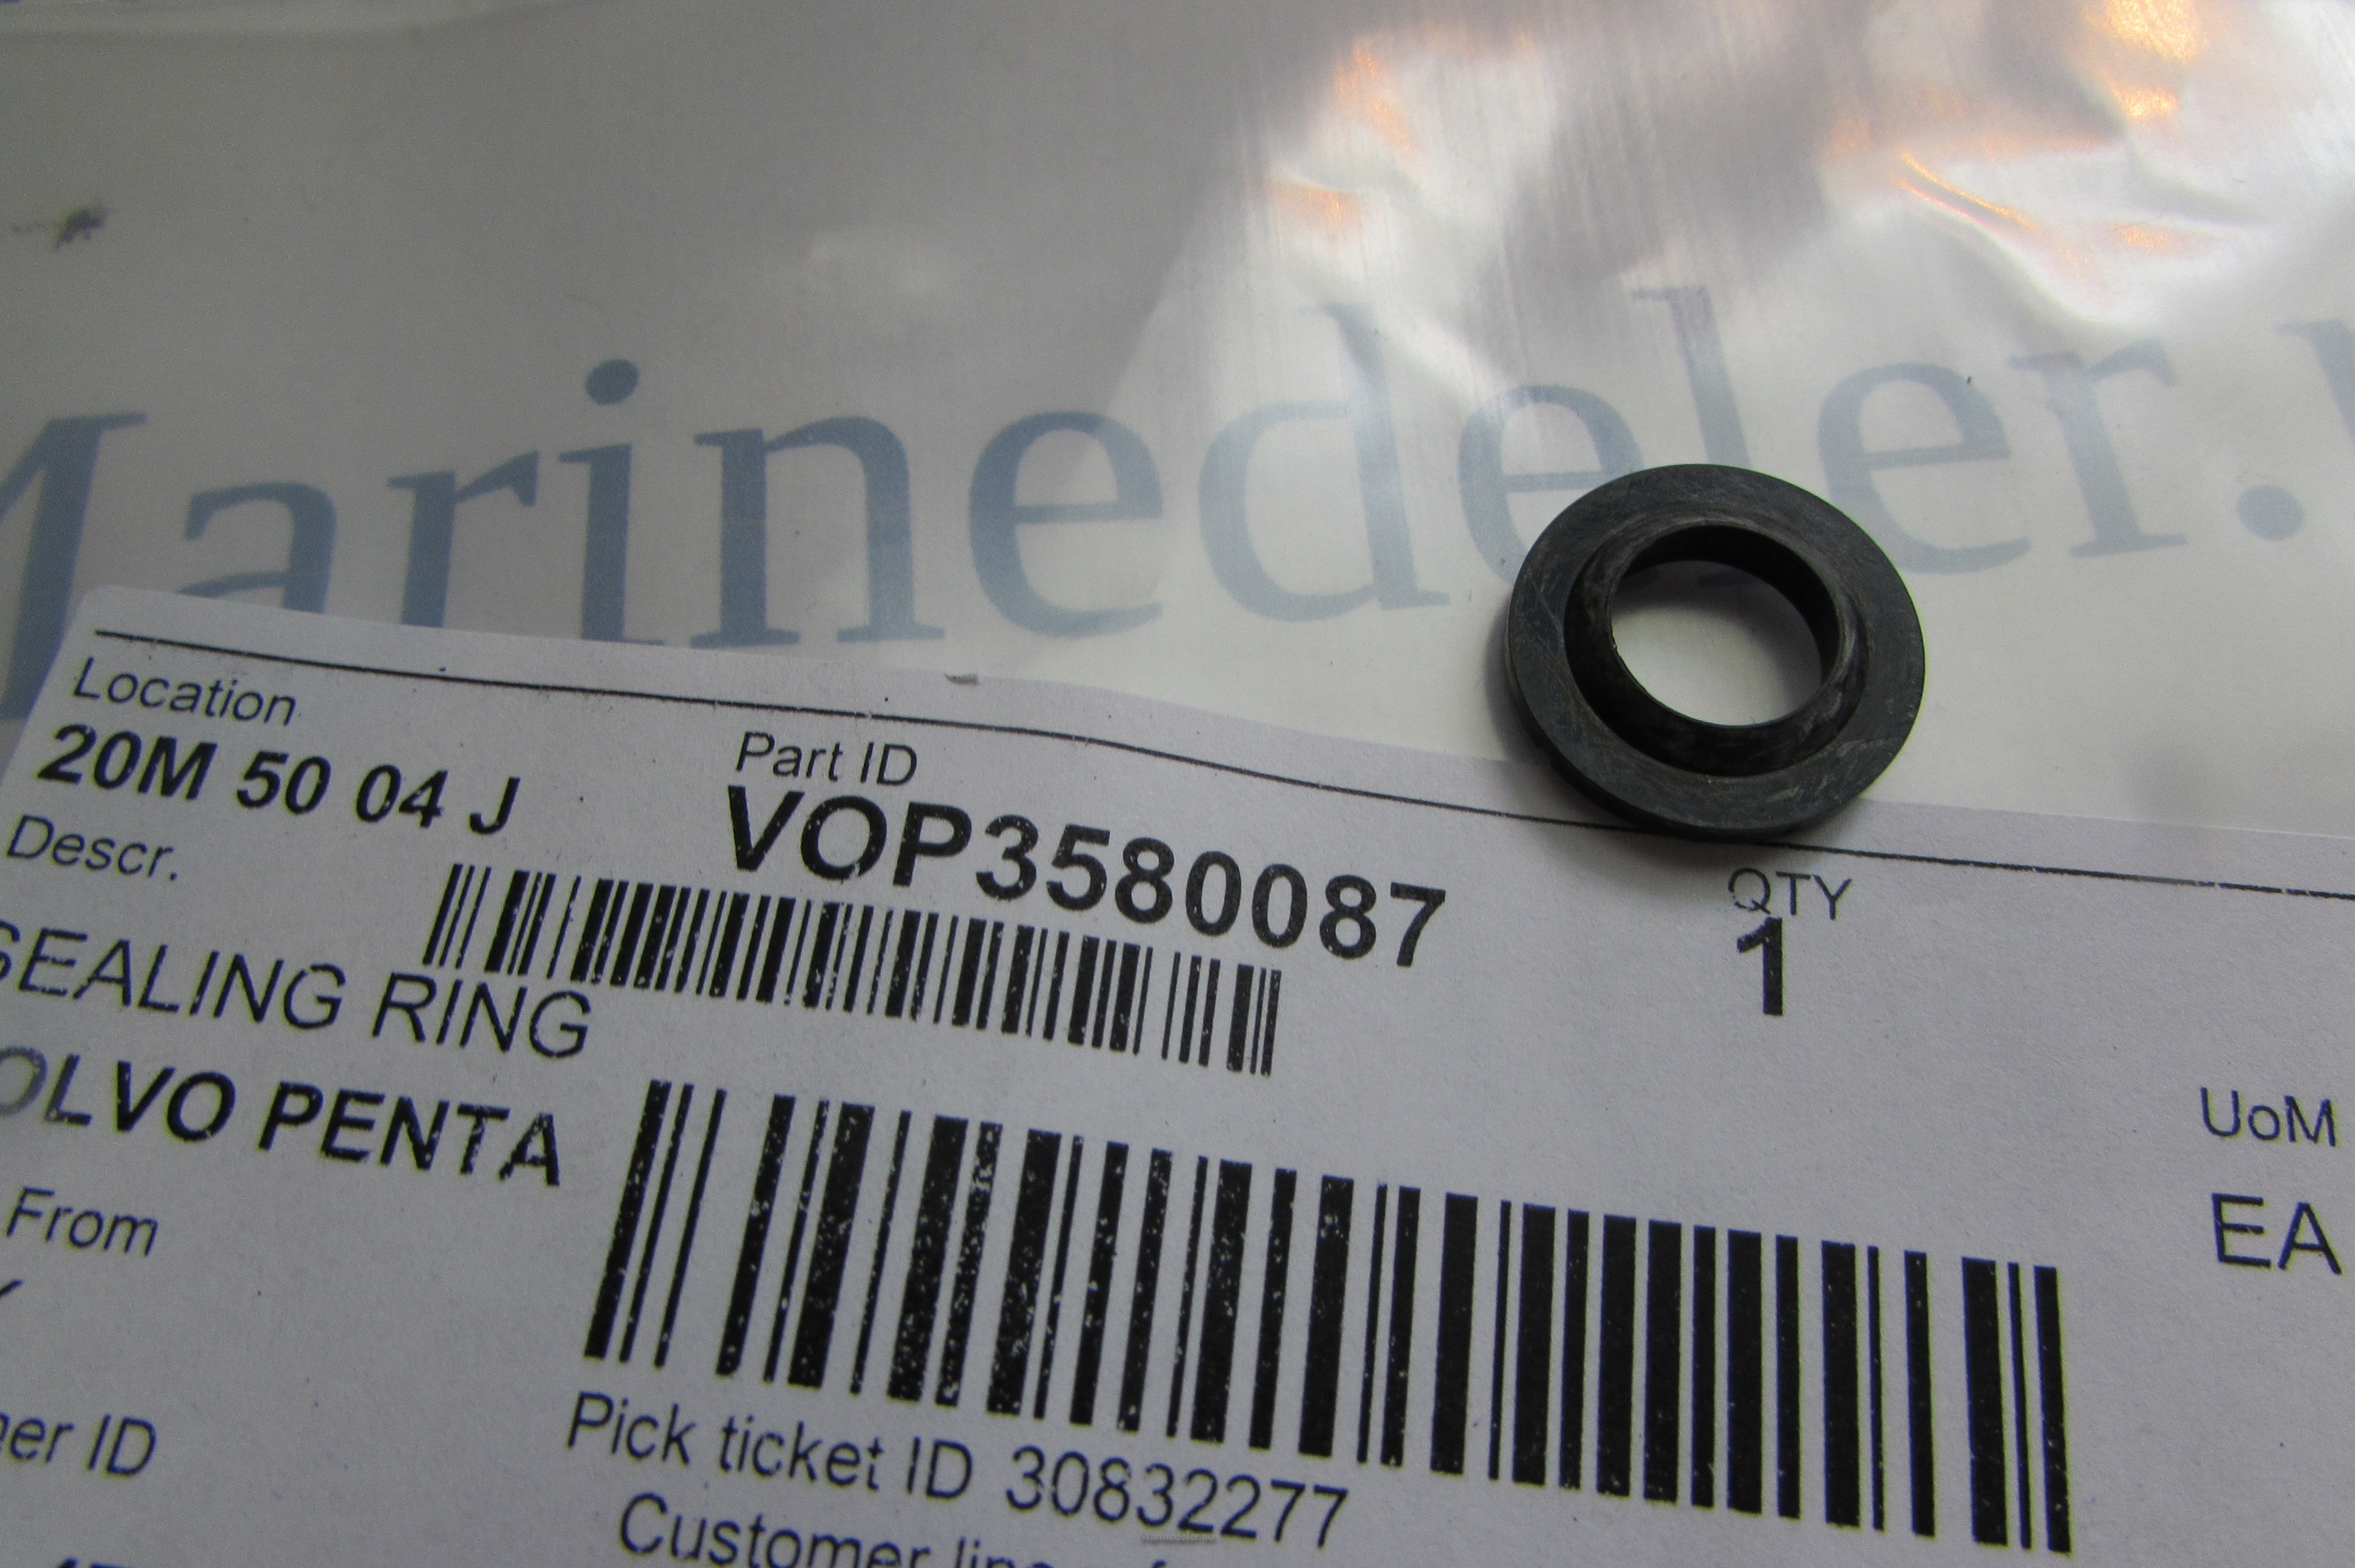 Marinedeler.
Location
20M 50 04 J
Part ID
VOP3580087
QTY
1
Descr.
SEALING RING
OLVO PENTA
UoM
EA
From
er ID
Pick ticket ID 30832277
Customer